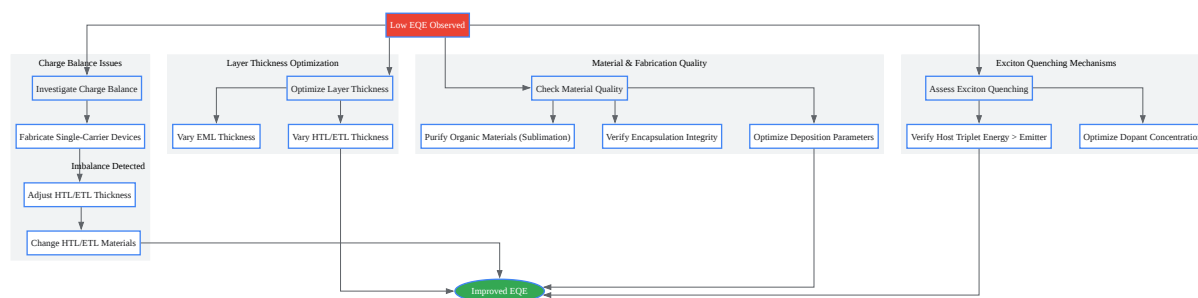 Low EQE Observed
Charge Balance Issues
Layer Thickness Optimization
Material & Fabrication Quality
Exciton Quenching Mechanisms
Investigate Charge Balance
Optimize Layer Thickness
Check Material Quality
Assess Exciton Quenching
Fabricate Single-Carrier Devices
Vary EML Thickness
Vary HTL/ETL Thickness
Purify Organic Materials (Sublimation)
Verify Encapsulation Integrity
Optimize Deposition Parameters
Verify Host Triplet Energy > Emitter
Optimize Dopant Concentration
Imbalance Detected
Adjust HTL/ETL Thickness
Change HTL/ETL Materials
Improved EQE